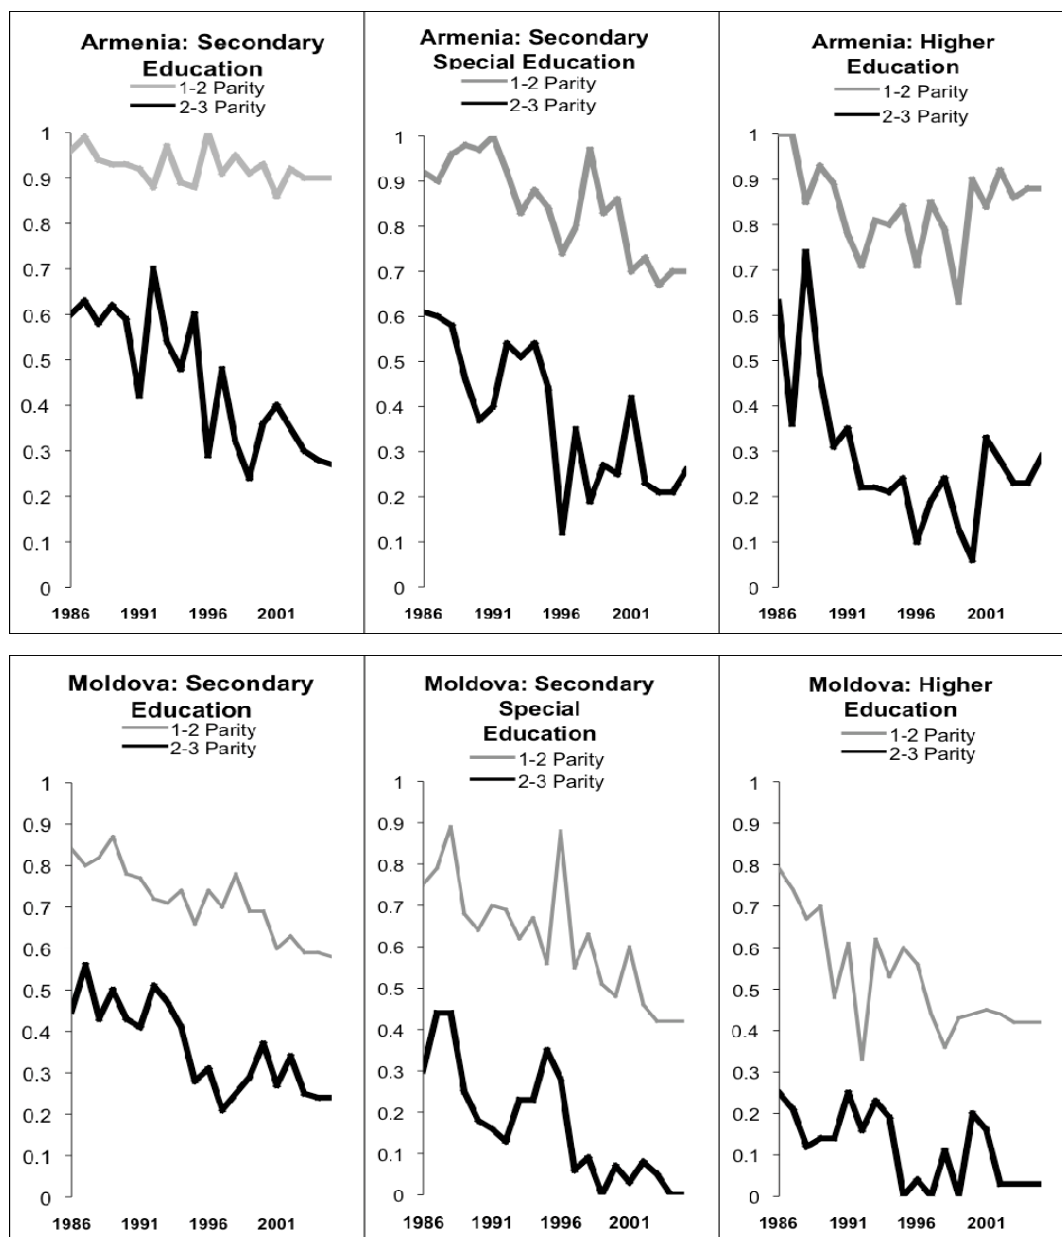 Armenia: Secondary
Education
1-2 Parity
2-3 Parity
1
0.9
0.8
0.7
0.6
0.5
0.4
0.3
0.2
0.1
0
1986 1991 1996 2001
Armenia: Secondary
Special Education
1-2 Parity
2-3 Parity
1
0.9
0.8
0.7
0.6
0.5
0.4
0.3
0.2
0.1
0
1986 1991 1996 2001
Armenia: Higher
Education
1-2 Parity
2-3 Parity
1
0.9
0.8
0.7
0.6
0.5
0.4
0.3
0.2
0.1
0
1986 1991 1996 2001
Moldova: Secondary
Education
1-2 Parity
2-3 Parity
1
0.9
0.8
0.7
0.6
0.5
0.4
0.3
0.2
0.1
0
1986 1991 1996 2001
Moldova: Secondary
Special
Education
1-2 Parity
2-3 Parity
1
0.9
0.8
0.7
0.6
0.5
0.4
0.3
0.2
0.1
0
1986 1991 1996 2001
Moldova: Higher
Education
1-2 Parity
2-3 Parity
1
0.9
0.8
0.7
0.6
0.5
0.4
0.3
0.2
0.1
0
1986 1991 1996 2001